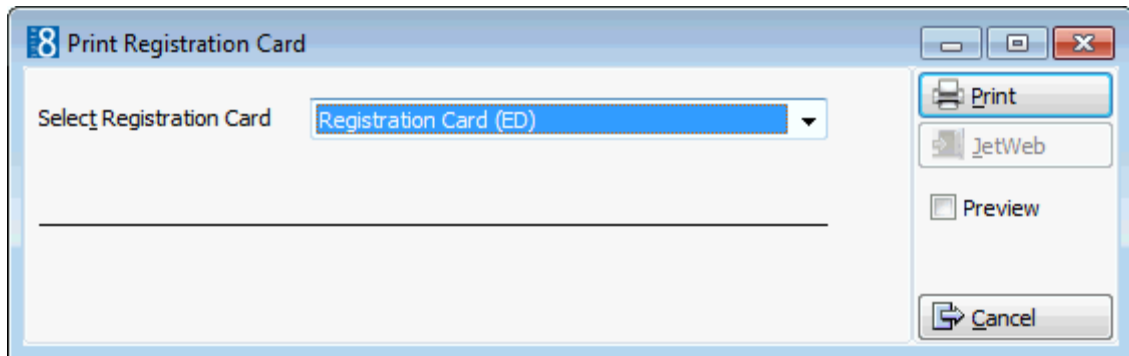 8 Print Registration Card
Select Registration Card Registration Card (ED)
Print
JetWeb
Preview
Cancel